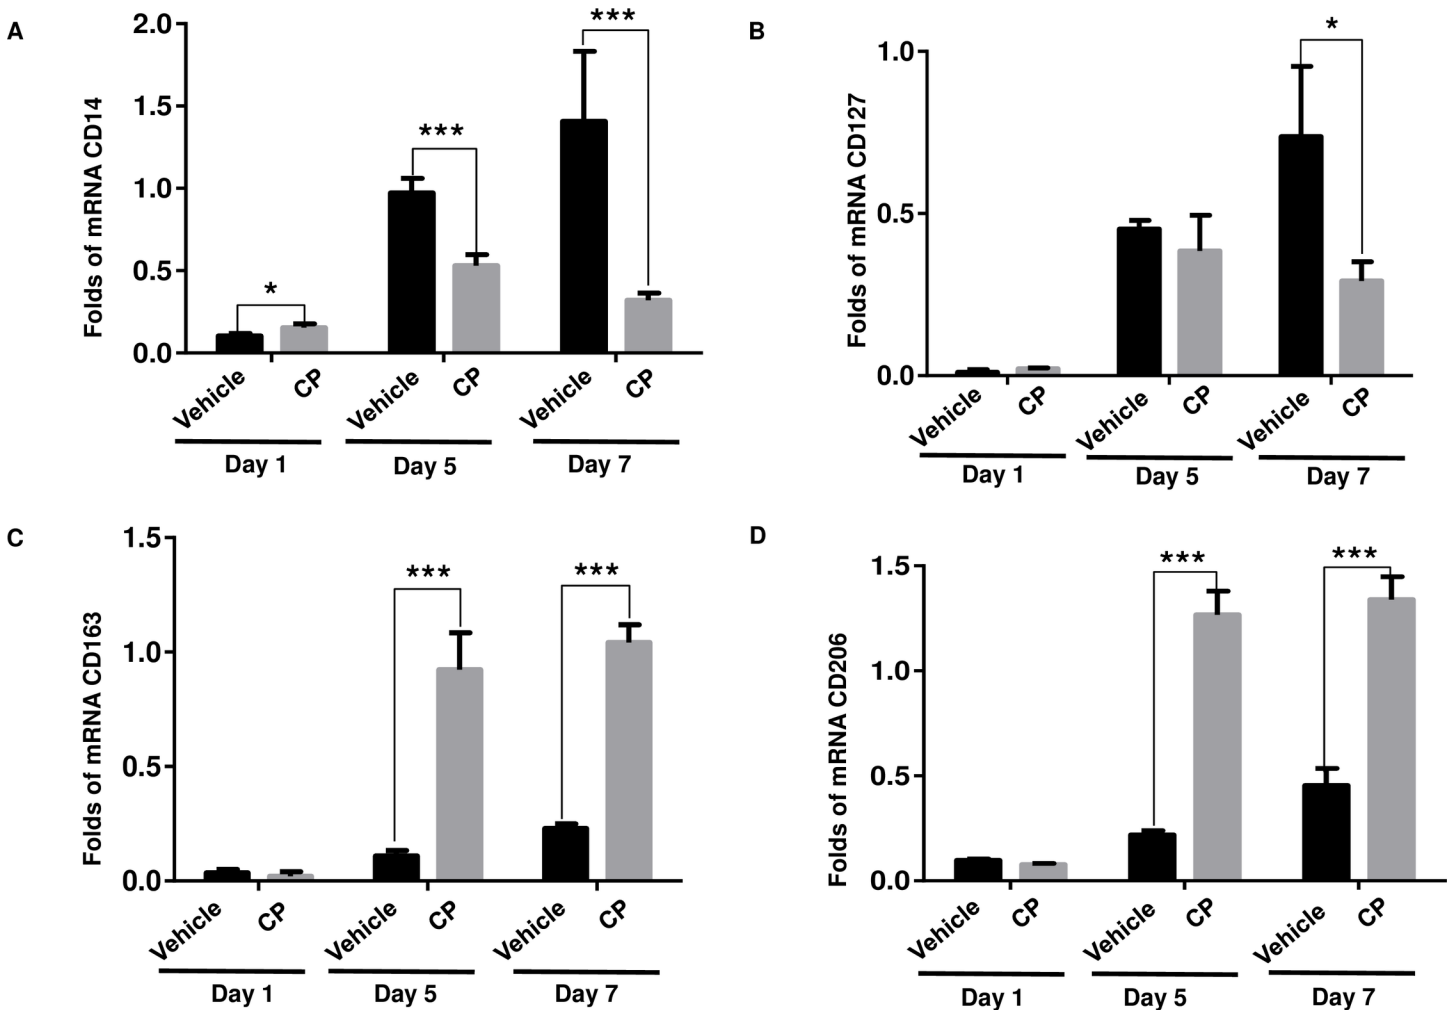 A
Folds of mRNA CD14
2.0
1.5
1.0
0.5
0.0
*
***
***
Vehicle
CP
Vehicle
CP
Vehicle
CP
Day 1
Day 5
Day 7
B
Folds of mRNA CD127
1.0
0.5
0.0
*
Vehicle
CP
Vehicle
CP
Vehicle
CP
Day 1
Day 5
Day 7
C
Folds of mRNA CD163
1.5
1.0
0.5
0.0
***
***
Vehicle
CP
Vehicle
CP
Vehicle
CP
Day 1
Day 5
Day 7
D
Folds of mRNA CD206
1.5
1.0
0.5
0.0
***
***
Vehicle
CP
Vehicle
CP
Vehicle
CP
Day 1
Day 5
Day 7